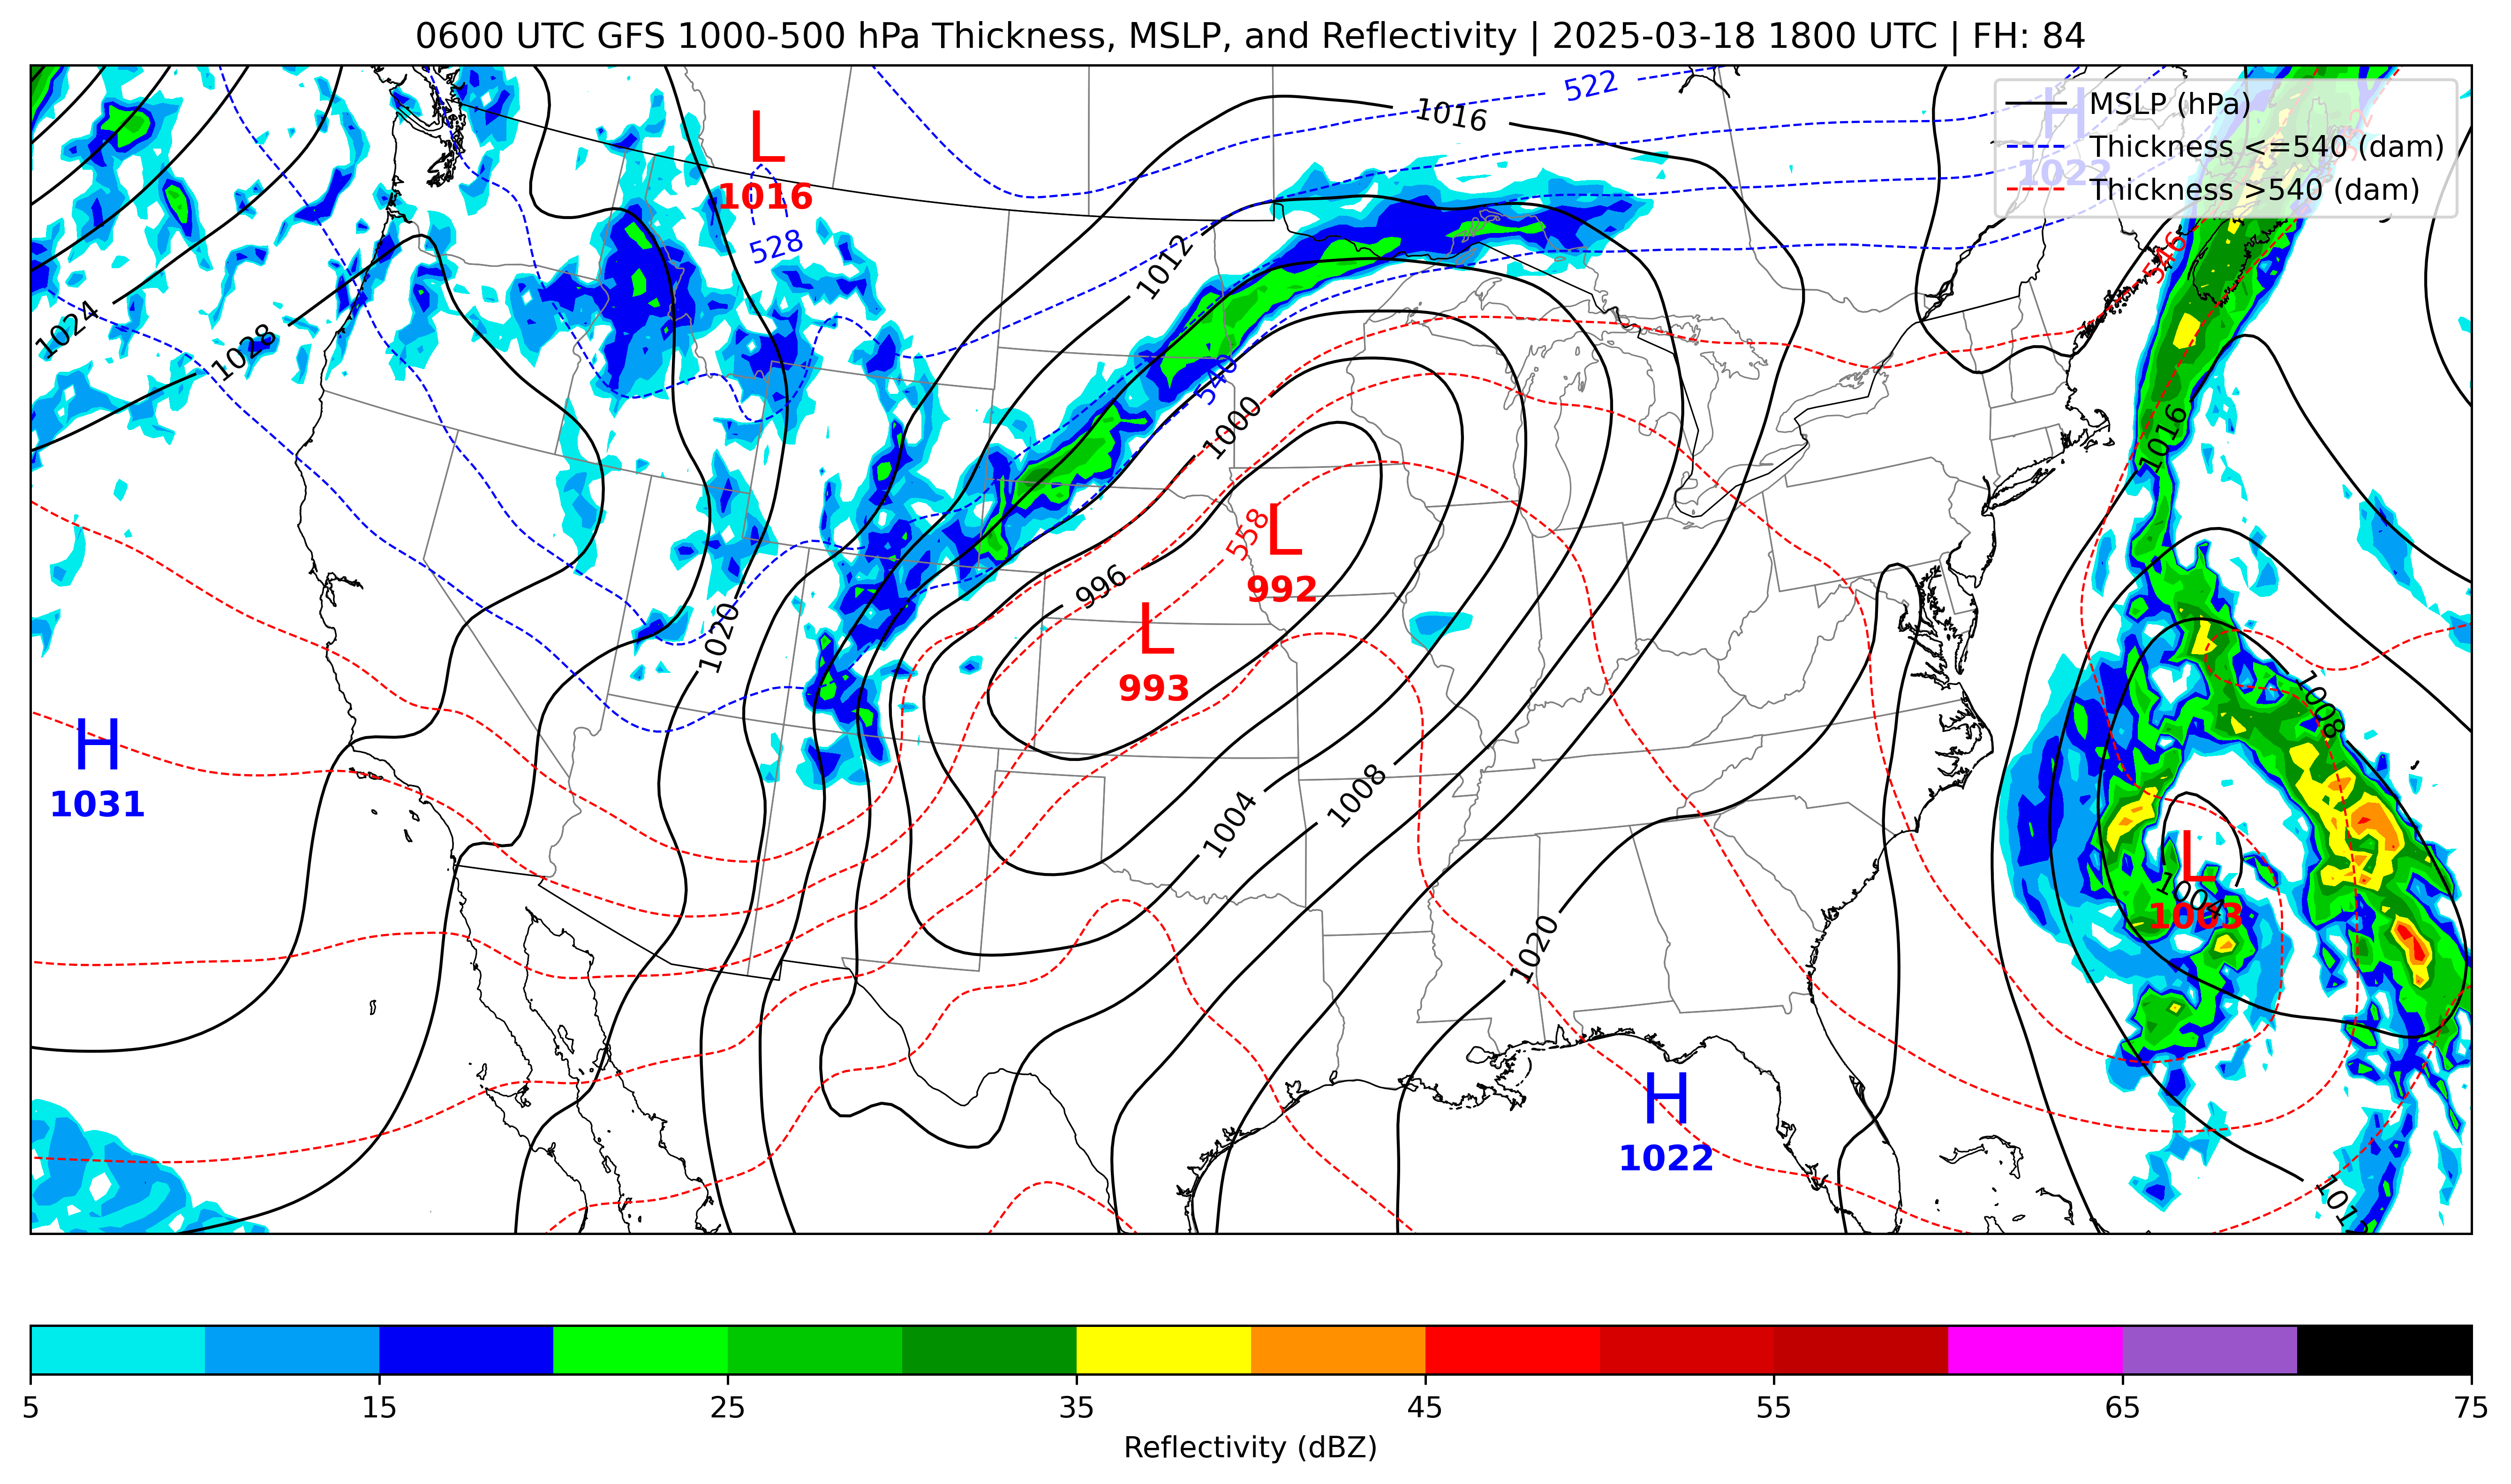 0600 UTC GFS 1000-500 hPa Thickness, MSLP, and Reflectivity | 2025-03-18 1800 UTC | FH: 84
MSLP (hPa)
Thickness <=540 (dam)
Thickness >540 (dam)
H
1022
L
1016
522
1016
528
546
1012
1024
1028
540
1000
1016
558
L
992
996
L
993
1020
1008
H
1031
1004
1008
L
1004
1003
1020
H
1022
5
15
25
35
45
55
65
75
Reflectivity (dBZ)